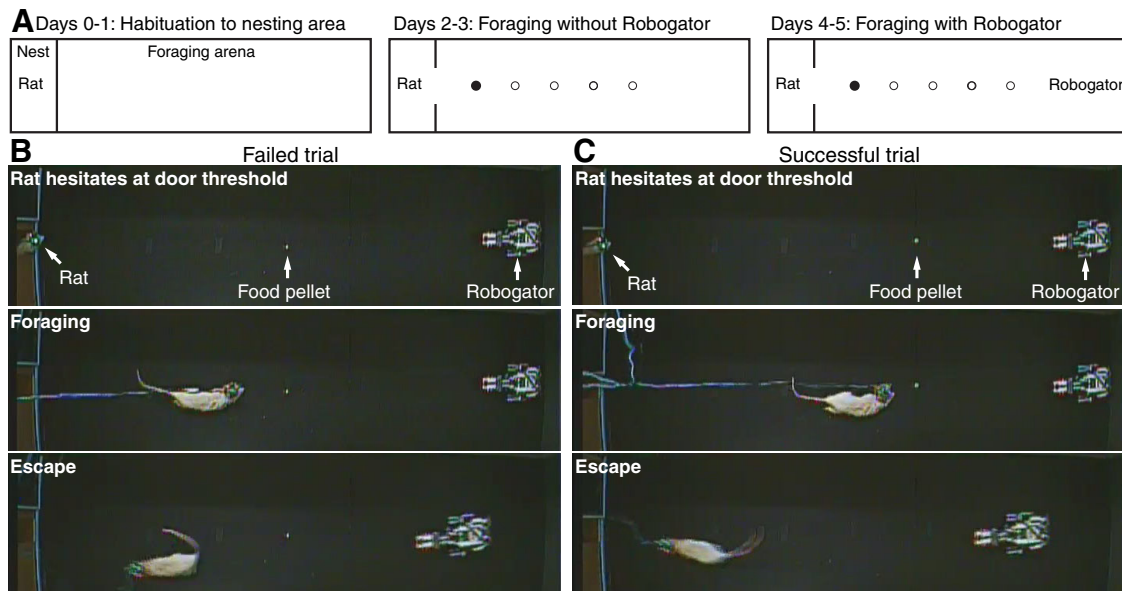 A Days 0-1: Habituation to nesting area
Days 2-3: Foraging without Robogator
Days 4-5: Foraging with Robogator
Nest
Foraging arena
Rat
Rat
Rat
Robogator
B Failed trial
Rat hesitates at door threshold
Rat
Food pellet
Robogator
Foraging
Escape
C Successful trial
Rat hesitates at door threshold
Rat
Food pellet
Robogator
Foraging
Escape